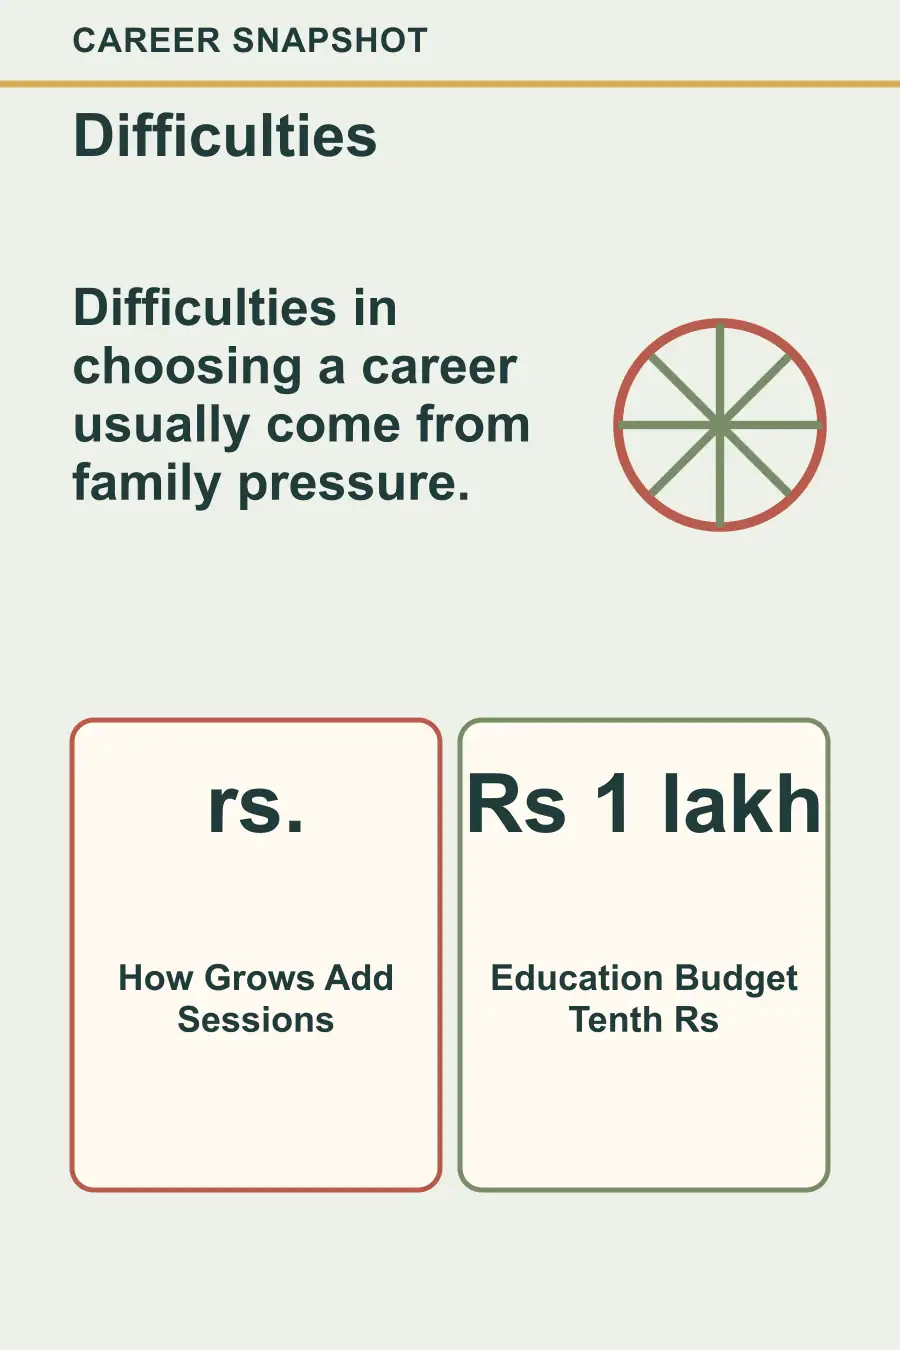 CAREER SNAPSHOT
Difficulties
Difficulties in
choosing a career
usually come from
family pressure.
rs.
How Grows Add
Sessions
Rs 1 lakh
Education Budget
Tenth Rs